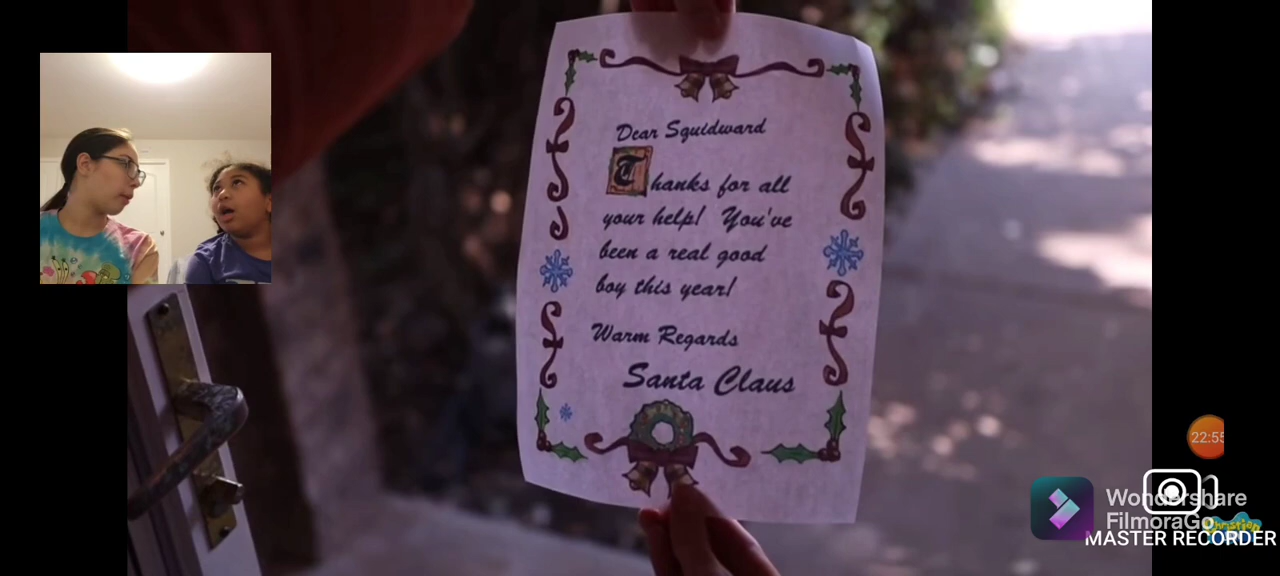 Dear Squidward
Thanks for all
your help! You've
been a real good
boy this year!
Warm Regards
Santa Claus
22:55
Wondershare
FilmoraGo
Christian
MASTER RECORDER